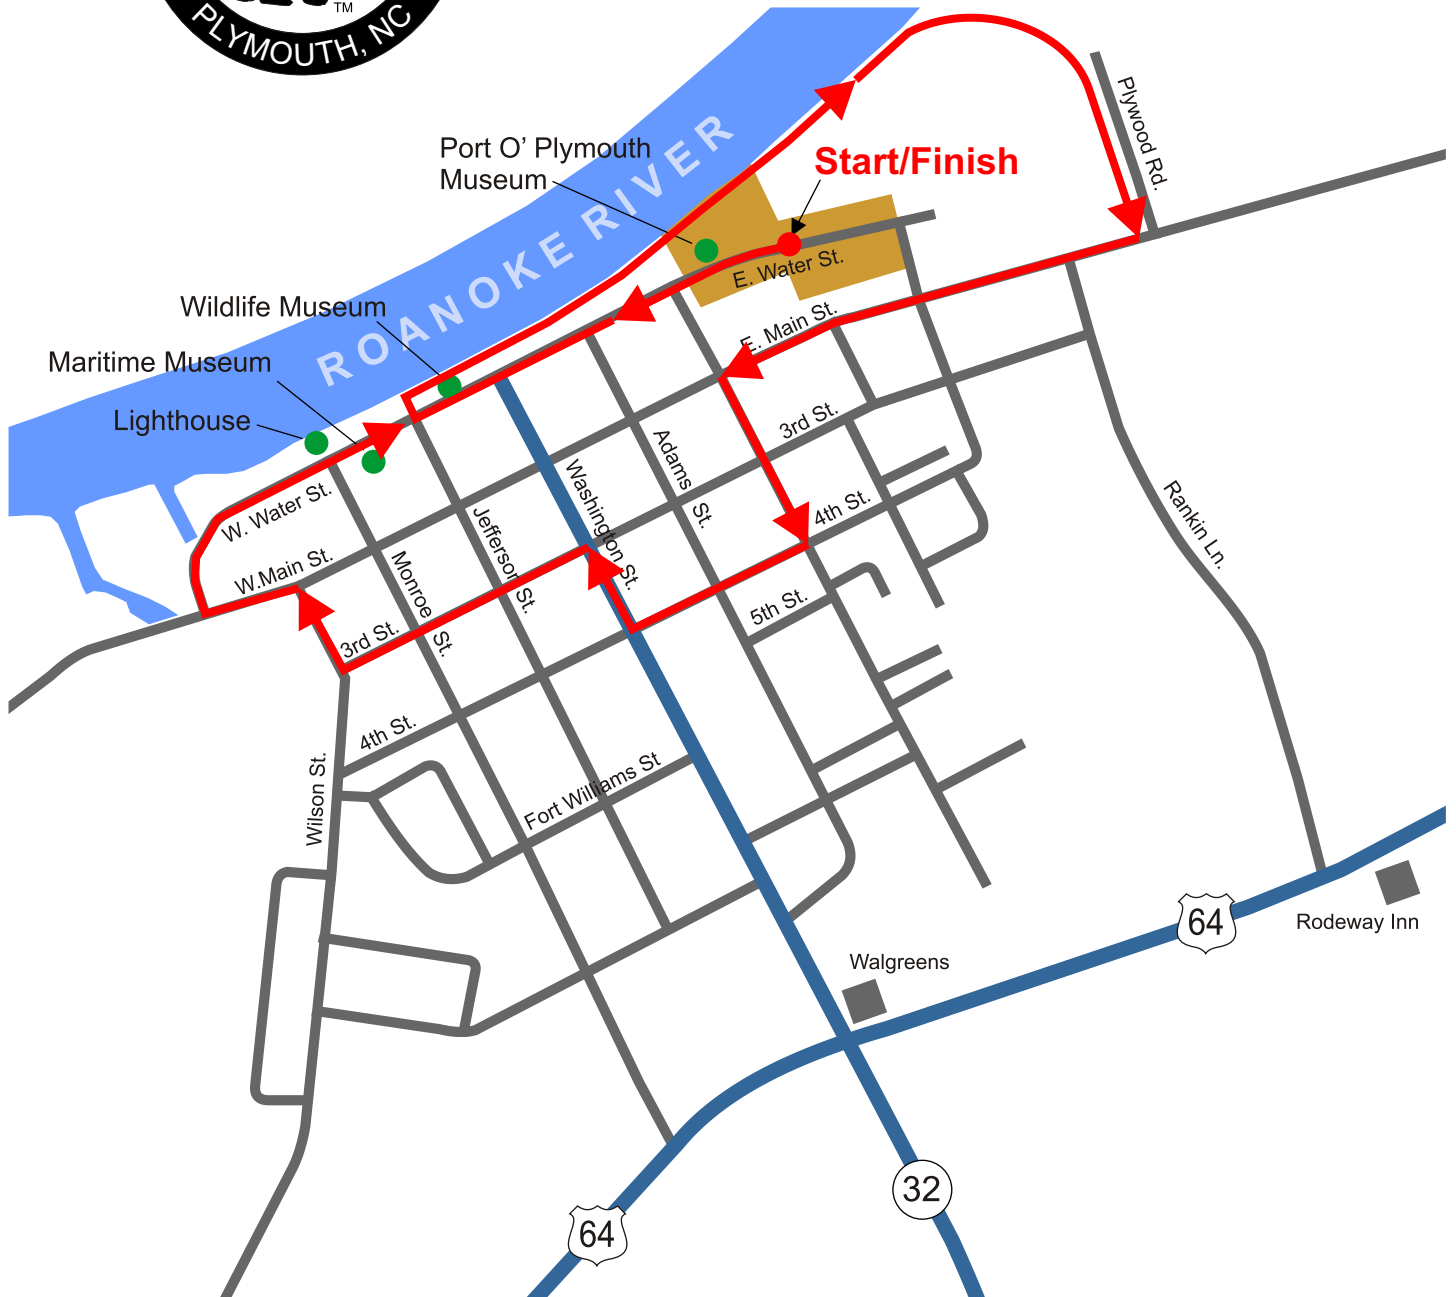 TM
PLYMOUTH, NC
Port O’ Plymouth
Museum
Start/Finish
Plywood Rd.
ROANOKE RIVER
E. Water St.
Wildlife Museum
E. Main St.
Maritime Museum
Lighthouse
3rd St.
Adams St.
Washington St.
W. Water St.
4th St.
Rankin Ln.
Jefferson St.
W.Main St.
Monroe St.
5th St.
3rd St.
4th St.
Wilson St.
Fort Williams St
64
Rodeway Inn
Walgreens
32
64